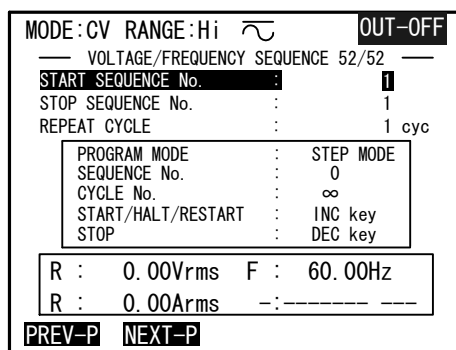 MODE:CV RANGE:Hi OUT-OFF
VOLTAGE/FREQUENCY SEQUENCE 52/52
START SEQUENCE No. : 1
STOP SEQUENCE No. : 1
REPEAT CYCLE : 1 cyc
PROGRAM MODE : STEP MODE
SEQUENCE No. : 0
CYCLE No. : ∞
START/HALT/RESTART : INC key
STOP : DEC key
R : 0.00Vrms F : 60.00Hz
R : 0.00Arms -:------- ---
PREV-P NEXT-P